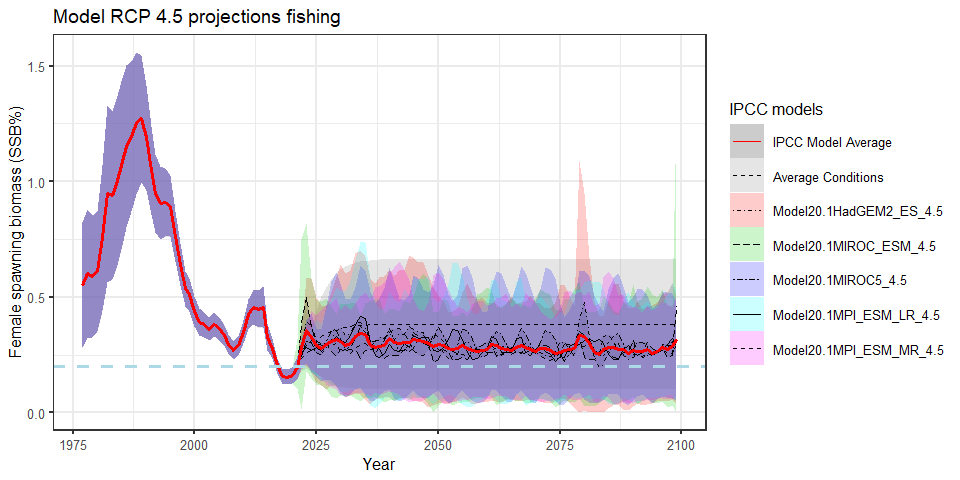 Model RCP 4.5 projections fishing
Female spawning biomass (SSB%)
1.5
1.0
0.5
0.0
1975
2000
2025
2050
2075
2100
Year
IPCC models
IPCC Model Average
Average Conditions
Model20.1HadGEM2_ES_4.5
Model20.1MIROC_ESM_4.5
Model20.1MIROC5_4.5
Model20.1MPI_ESM_LR_4.5
Model20.1MPI_ESM_MR_4.5